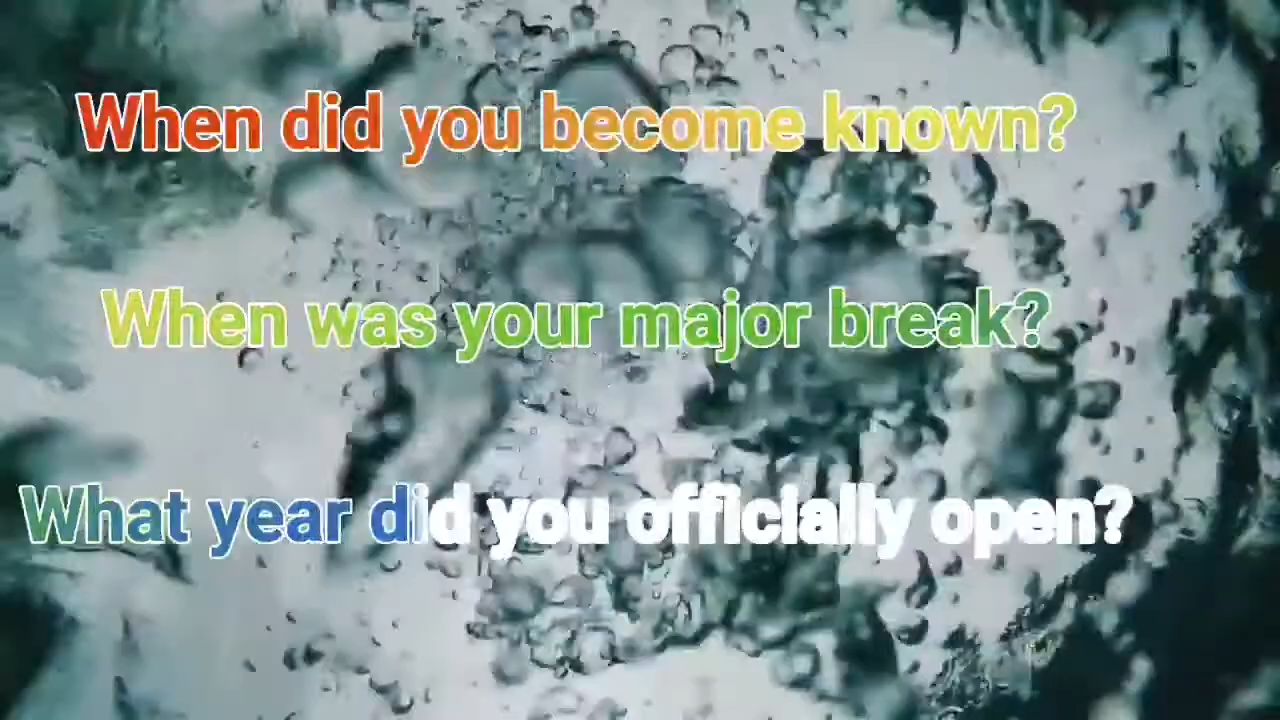 When did you become known?
When was your major break?
What year did you officially open?